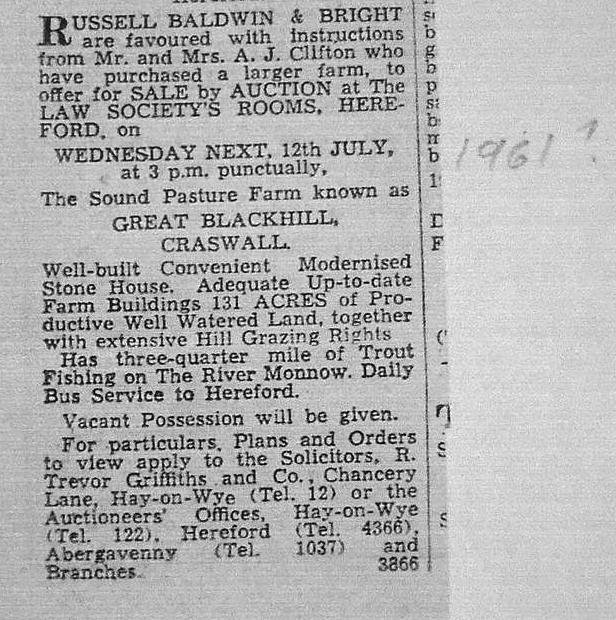 RUSSELL BALDWIN & BRIGHT
are favoured with instructions
from Mr. and Mrs. A. J. Clifton who
have purchased a larger farm, to
offer for SALE by AUCTION at The
LAW SOCIETY'S ROOMS, HERE-
FORD, on
WEDNESDAY NEXT, 12th JULY,
at 3 p.m. punctually,
The Sound Pasture Farm known as
GREAT BLACKHILL,
CRASWALL.
Well-built Convenient Modernised
Stone House. Adequate Up-to-date
Farm Buildings 131 ACRES of Pro-
ductive Well Watered Land, together
with extensive Hill Grazing Rights
Has three-quarter mile of Trout
Fishing on The River Monnow. Daily
Bus Service to Hereford.
Vacant Possession will be given.
For particulars, Plans and Orders
to view apply to the Solicitors, R.
Trevor Griffiths and Co., Chancery
Lane, Hay-on-Wye (Tel. 12) or the
Auctioneers' Offices, Hay-on-Wye
(Tel. 122), Hereford (Tel. 4366),
Abergavenny (Tel. 1037) and
Branches. 3866
1961?